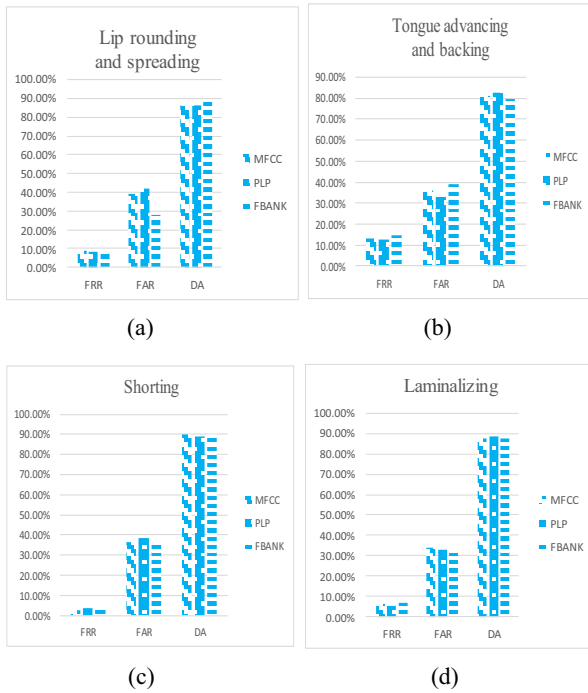 Lip rounding
and spreading
100.00%
90.00%
80.00%
70.00%
60.00%
50.00%
40.00%
30.00%
20.00%
10.00%
0.00%
FRR FAR DA
MFCC
PLP
FBANK
(a)
Tongue advancing
and backing
90.00%
80.00%
70.00%
60.00%
50.00%
40.00%
30.00%
20.00%
10.00%
0.00%
FRR FAR DA
MFCC
PLP
FBANK
(b)
Shorting
100.00%
90.00%
80.00%
70.00%
60.00%
50.00%
40.00%
30.00%
20.00%
10.00%
0.00%
FRR FAR DA
MFCC
PLP
FBANK
(c)
Laminalizing
100.00%
90.00%
80.00%
70.00%
60.00%
50.00%
40.00%
30.00%
20.00%
10.00%
0.00%
FRR FAR DA
MFCC
PLP
FBANK
(d)